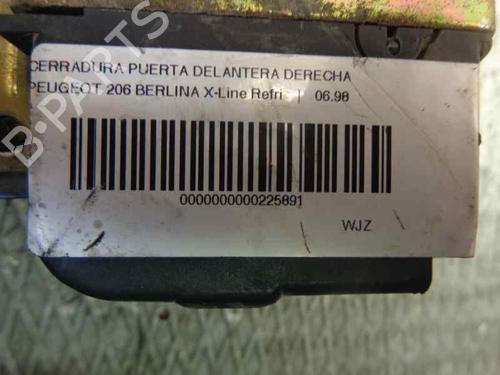 B-PARTS
CERRADURA PUERTA DELANTERA DERECHA
PEUGEOT 206 BERLINA X-Line Refri | 06.98
0000000000225891
WJZ